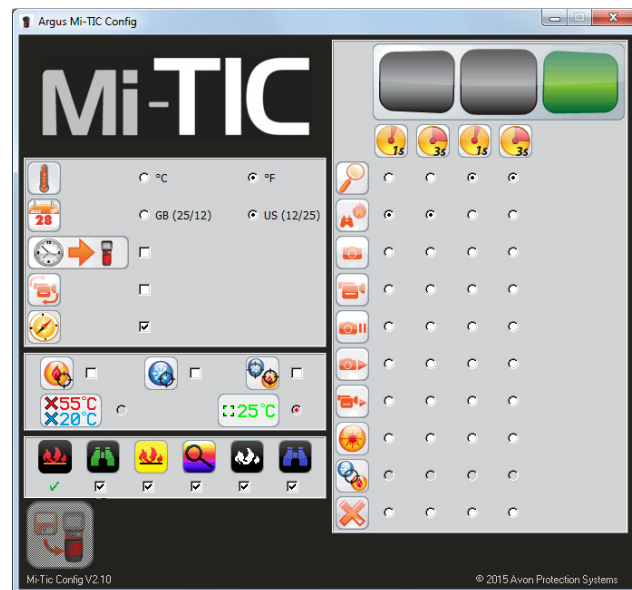 Argus Mi-TIC Config
Mi-TIC
1s 3s 1s 3s
°C °F
28 GB (25/12) US (12/25)
55°C
20°C
25°C
Mi-Tic Config V2.10
© 2015 Avon Protection Systems